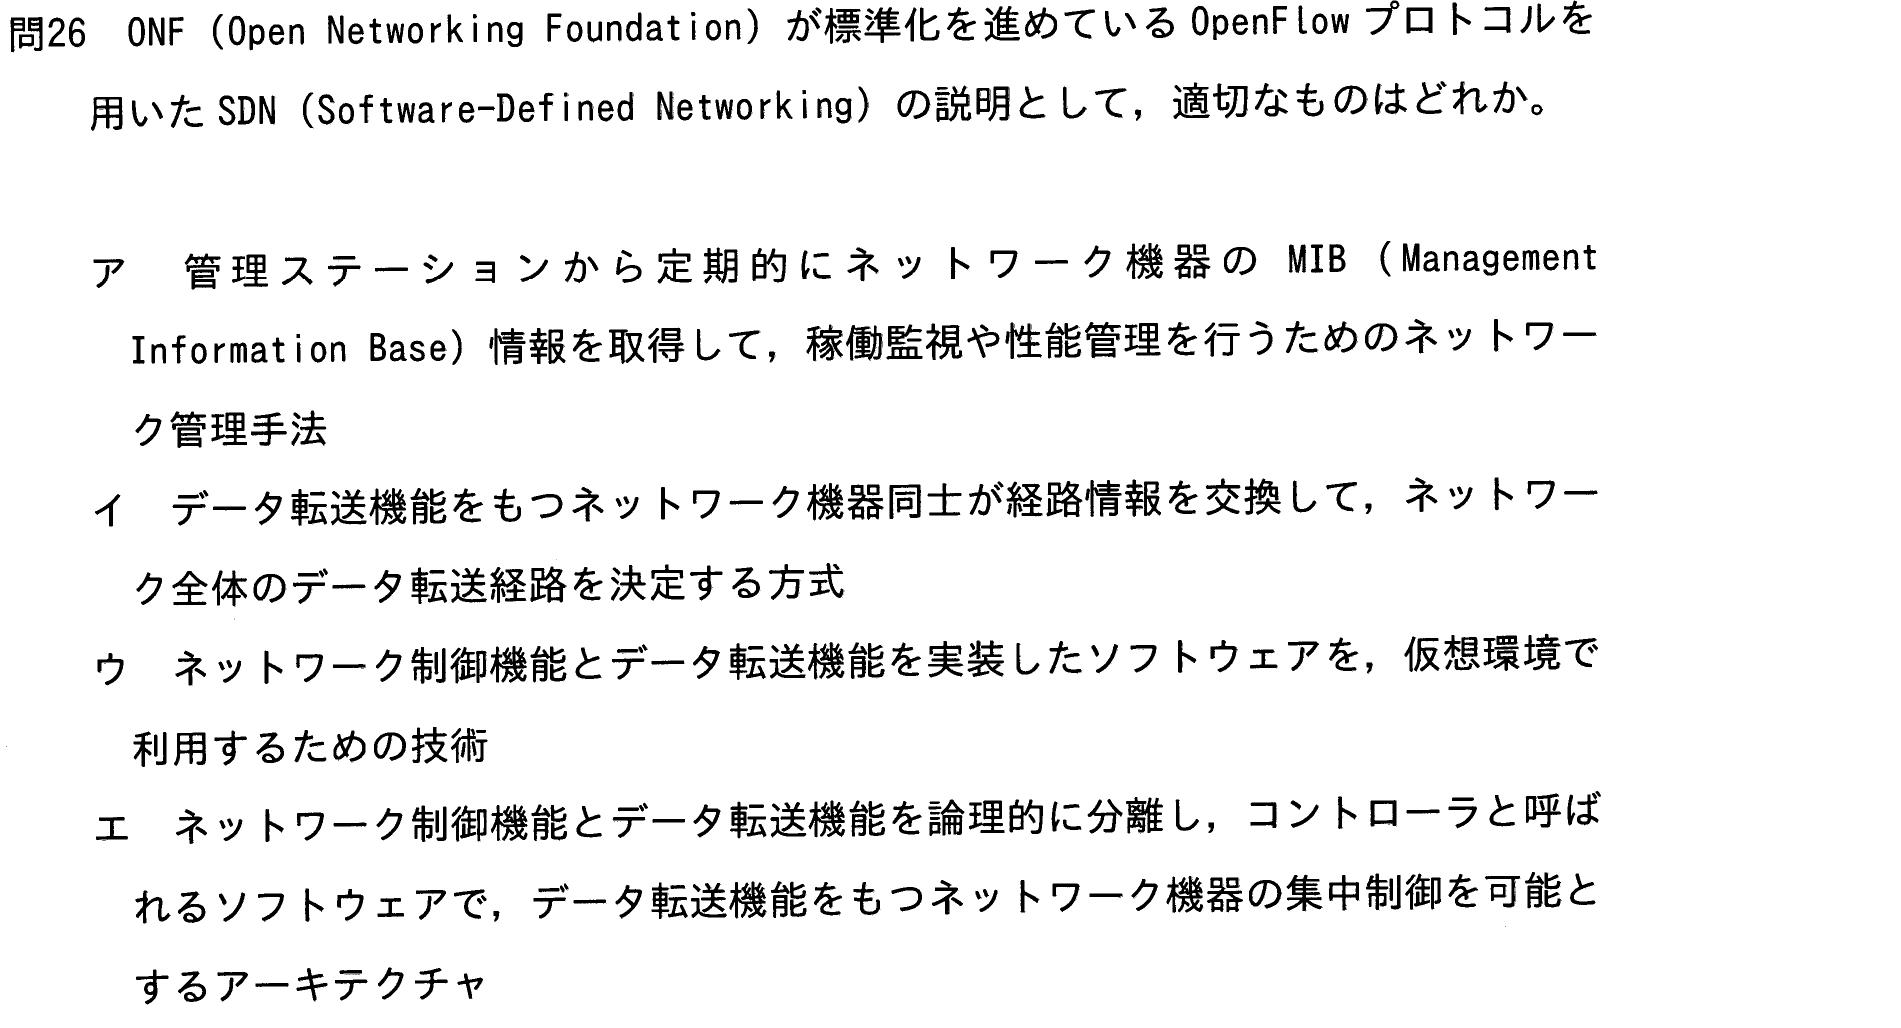 問26 ONF (Open Networking Foundation) が標準化を進めている OpenFlow プロトコルを
用いた SDN (Software-Defined Networking) の説明として，適切なものはどれか。
ア 管理ステーションから定期的にネットワーク機器の MIB (Management
Information Base) 情報を取得して，稼働監視や性能管理を行うためのネットワー
ク管理手法
イ データ転送機能をもつネットワーク機器同士が経路情報を交換して，ネットワー
ク全体のデータ転送経路を決定する方式
ウ ネットワーク制御機能とデータ転送機能を実装したソフトウェアを，仮想環境で
利用するための技術
エ ネットワーク制御機能とデータ転送機能を論理的に分離し，コントローラと呼ば
れるソフトウェアで，データ転送機能をもつネットワーク機器の集中制御を可能と
するアーキテクチャ